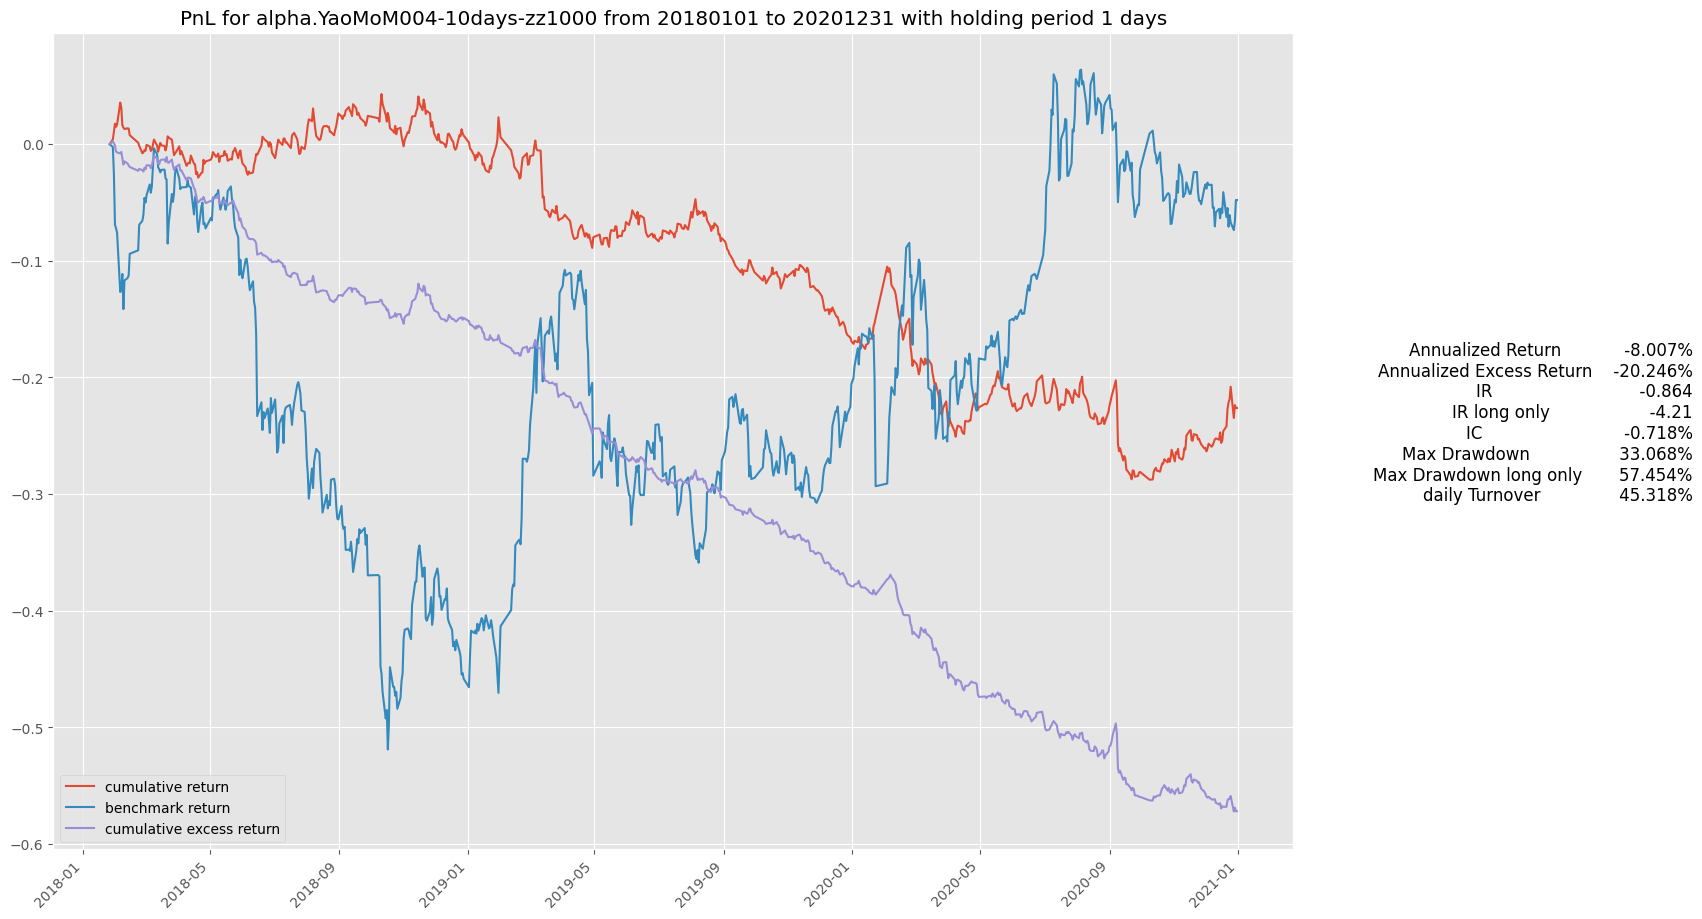 PnL for alpha.YaoMoM004-10days-zz1000 from 20180101 to 20201231 with holding period 1 days
0.0
−0.1
−0.2
−0.3
−0.4
−0.5
−0.6
cumulative return
benchmark return
cumulative excess return
2018-01
2018-05
2018-09
2019-01
2019-05
2019-09
2020-01
2020-05
2020-09
2021-01
Annualized Return -8.007%
Annualized Excess Return -20.246%
IR -0.864
IR long only -4.21
IC -0.718%
Max Drawdown 33.068%
Max Drawdown long only 57.454%
daily Turnover 45.318%